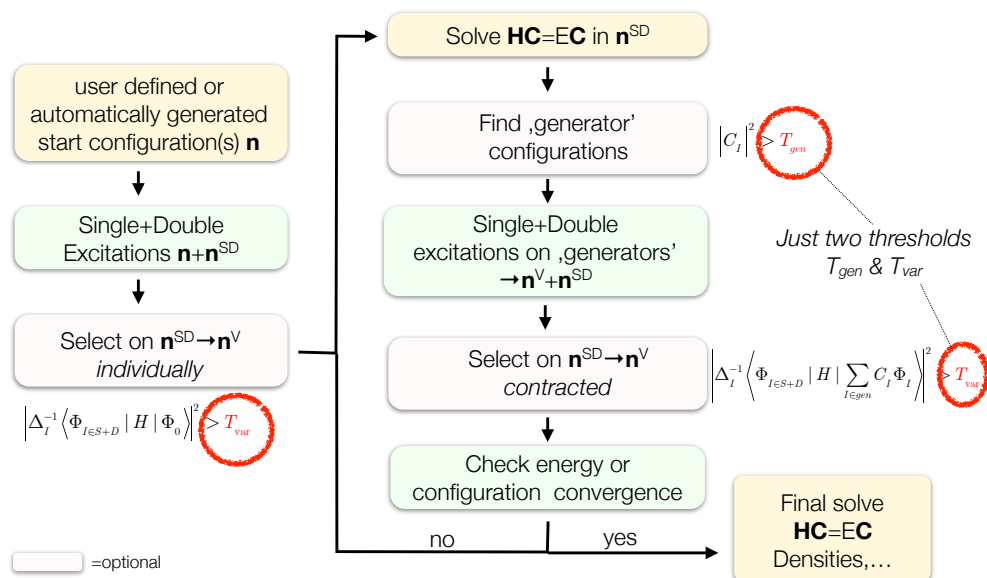 user defined or
automatically generated
start configuration(s) n
Single+Double
Excitations n+n^SD
Select on n^SD→n^V
individually
|Δ_I^-1⟨Φ_I∈S+D | H | Φ_0⟩|^2 > T_var
Solve HC=EC in n^SD
Find ‚generator’
configurations
|C_I|^2 > T_gen
Single+Double
excitations on ‚generators’
→n^V+n^SD
Just two thresholds
T_gen & T_var
Select on n^SD→n^V
contracted
|Δ_I^-1⟨Φ_I∈S+D | H | ∑_I∈gen C_I Φ_I⟩|^2 > T_var
Check energy or
configuration convergence
no
yes
Final solve
HC=EC
Densities,…
=optional